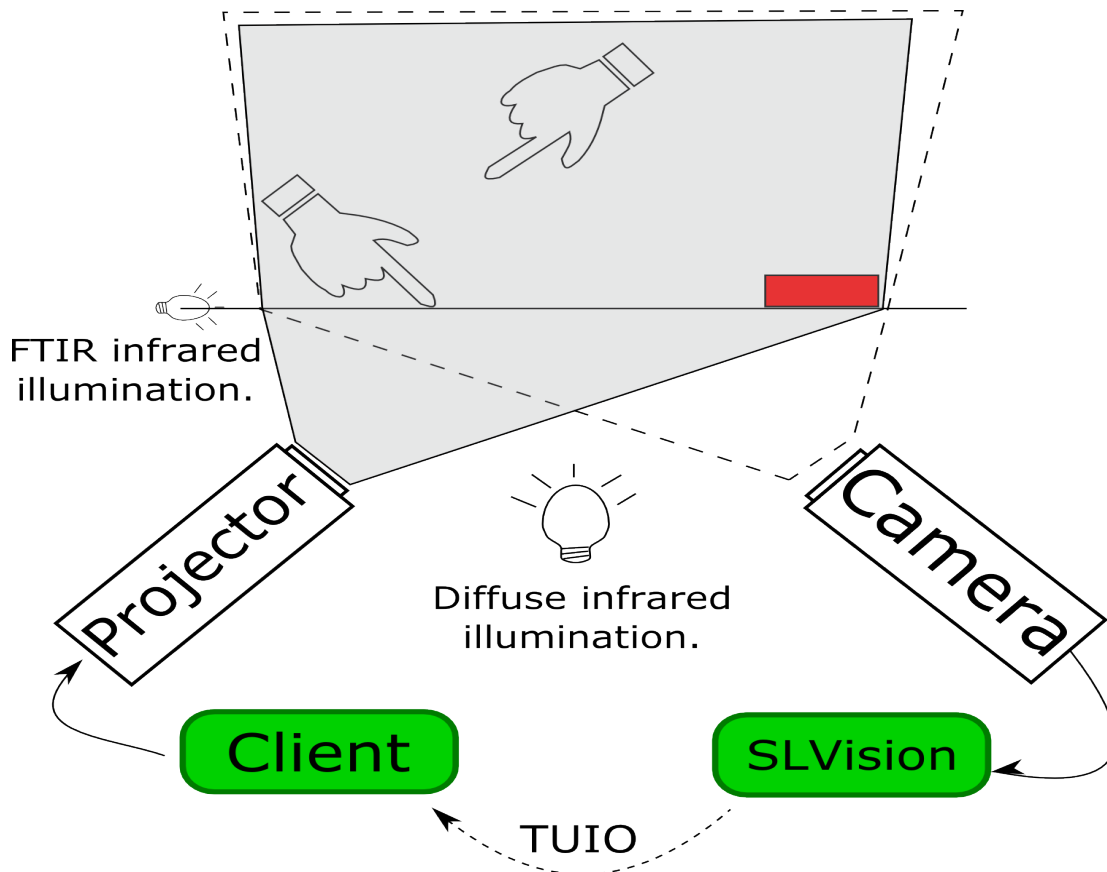 FTIR infrared
illumination.
Projector
Camera
Diffuse infrared
illumination.
Client
SLVision
TUIO